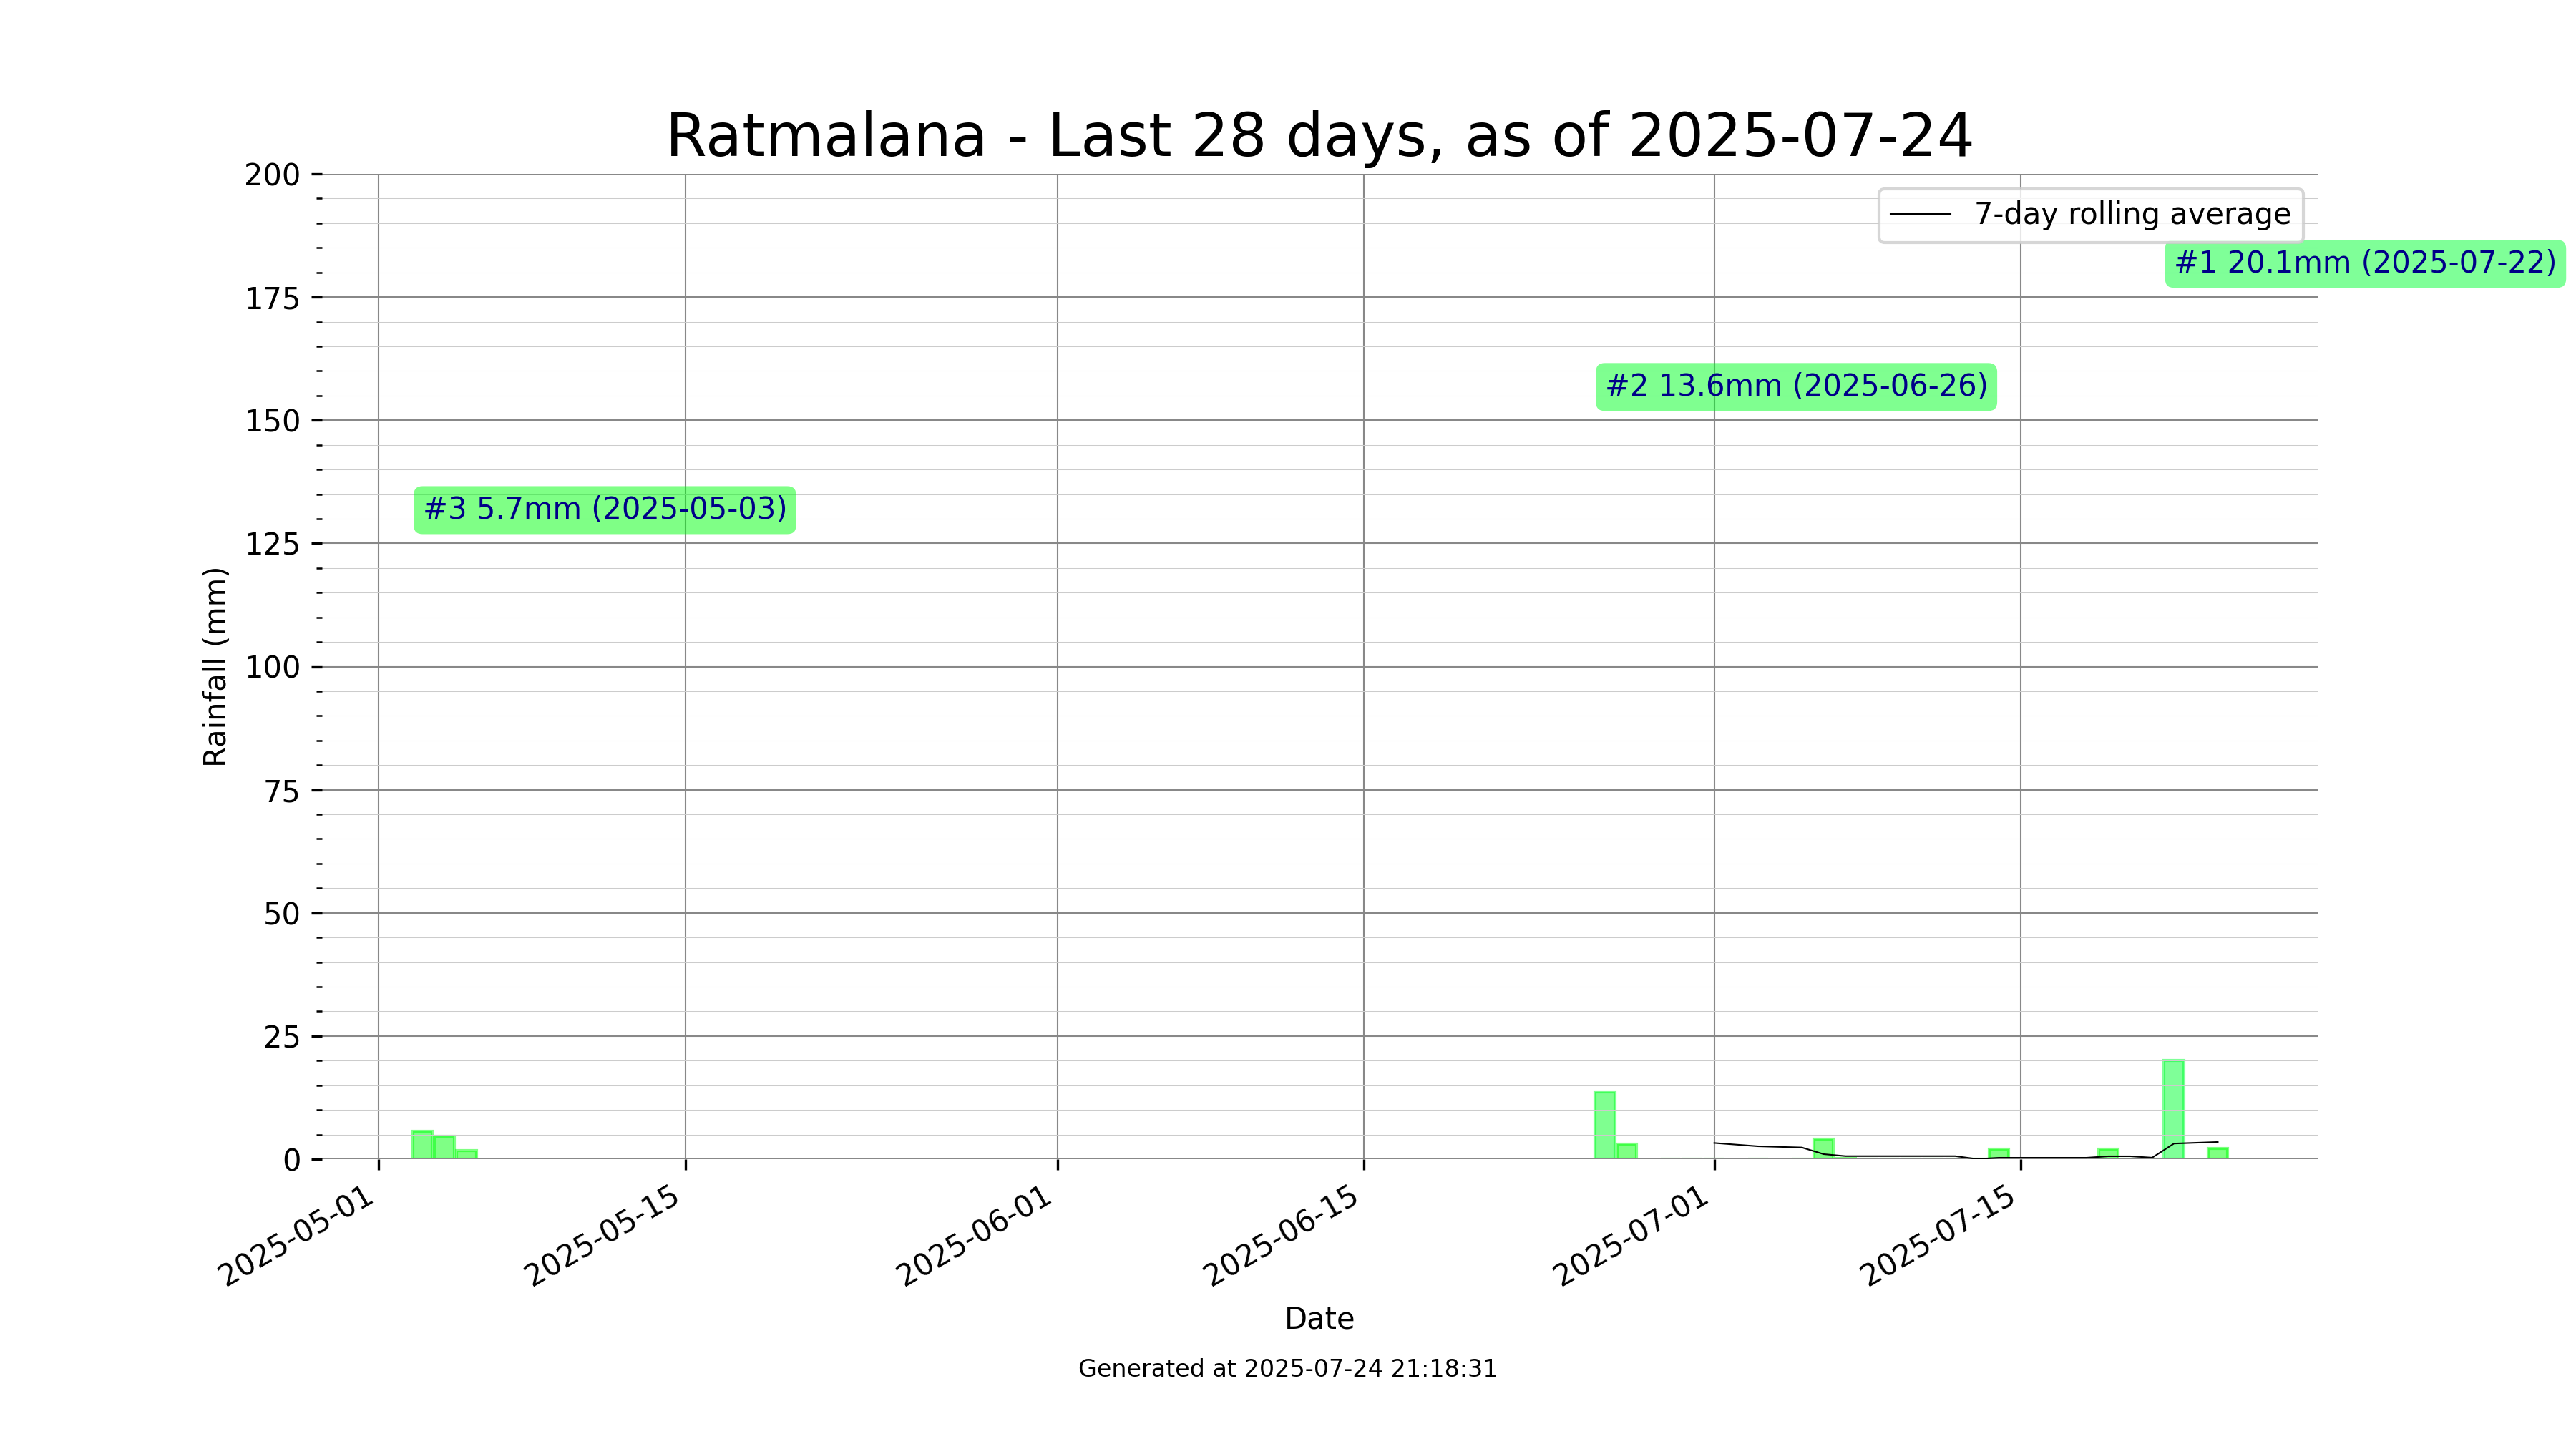 Ratmalana - Last 28 days, as of 2025-07-24
200
175
150
125
100
75
50
25
0
Rainfall (mm)
7-day rolling average
#1 20.1mm (2025-07-22)
#2 13.6mm (2025-06-26)
#3 5.7mm (2025-05-03)
2025-05-01
2025-05-15
2025-06-01
2025-06-15
2025-07-01
2025-07-15
Date
Generated at 2025-07-24 21:18:31